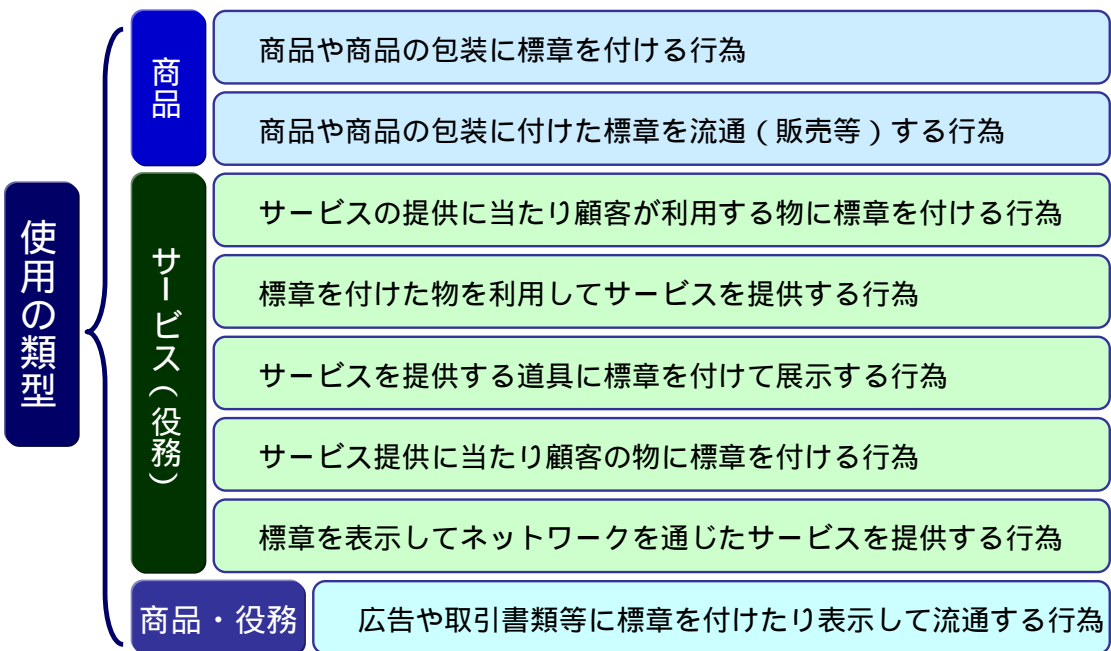 使用の類型
商品
商品や商品の包装に標章を付ける行為
商品や商品の包装に付けた標章を流通（販売等）する行為
サービス（役務）
サービスの提供に当たり顧客が利用する物に標章を付ける行為
標章を付けた物を利用してサービスを提供する行為
サービスを提供する道具に標章を付けて展示する行為
サービス提供に当たり顧客の物に標章を付ける行為
標章を表示してネットワークを通じたサービスを提供する行為
商品・役務
広告や取引書類等に標章を付けたり表示して流通する行為